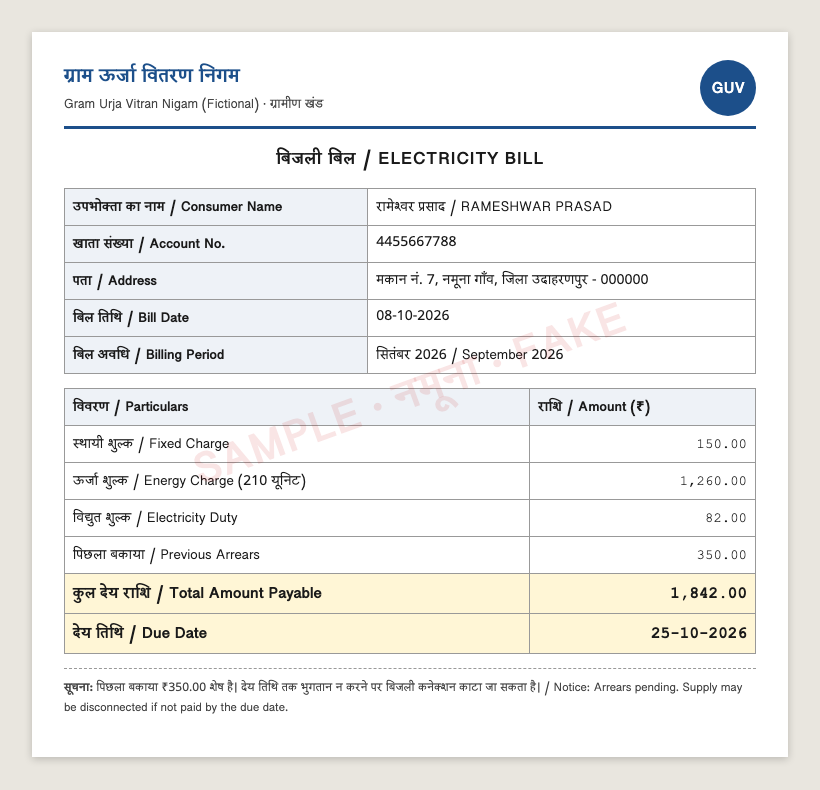 ग्राम ऊर्जा वितरण निगम
Gram Urja Vitran Nigam (Fictional) · ग्रामीण खंड
GUV
बिजली बिल / ELECTRICITY BILL
उपभोक्ता का नाम / Consumer Name रामेश्वर प्रसाद / RAMESHWAR PRASAD
खाता संख्या / Account No. 4455667788
पता / Address मकान नं. 7, नमूना गाँव, जिला उदाहरणपुर - 000000
बिल तिथि / Bill Date 08-10-2026
बिल अवधि / Billing Period सितंबर 2026 / September 2026
विवरण / Particulars राशि / Amount (₹)
स्थायी शुल्क / Fixed Charge 150.00
ऊर्जा शुल्क / Energy Charge (210 यूनिट) 1,260.00
विद्युत शुल्क / Electricity Duty 82.00
पिछला बकाया / Previous Arrears 350.00
कुल देय राशि / Total Amount Payable 1,842.00
देय तिथि / Due Date 25-10-2026
सूचना: पिछला बकाया ₹350.00 शेष है। देय तिथि तक भुगतान न करने पर बिजली कनेक्शन काटा जा सकता है। / Notice: Arrears pending. Supply may
be disconnected if not paid by the due date.
SAMPLE · नमूना · FAKE